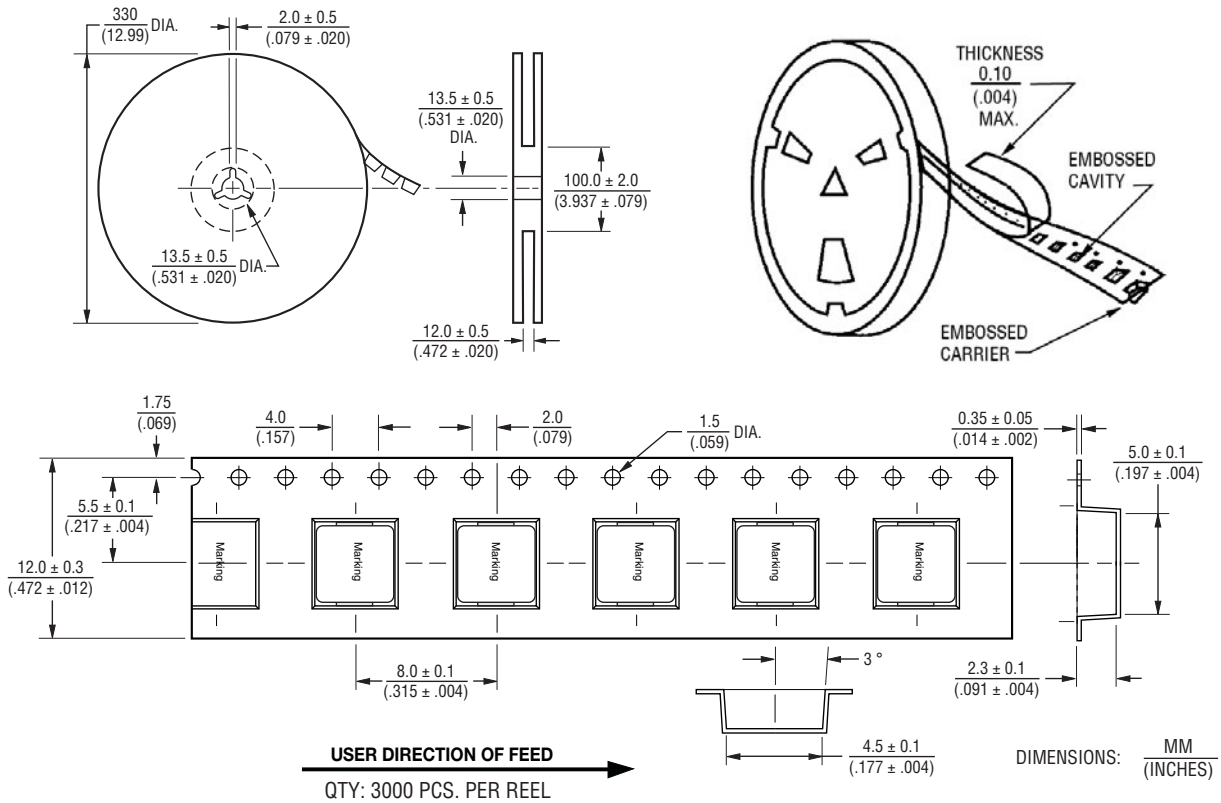 330
(12.99)
DIA.
2.0 ± 0.5
(.079 ± .020)
13.5 ± 0.5
(.531 ± .020)
DIA.
100.0 ± 2.0
(3.937 ± .079)
13.5 ± 0.5
(.531 ± .020)
DIA.
12.0 ± 0.5
(.472 ± .020)
THICKNESS
0.10
(.004)
MAX.
EMBOSSED
CAVITY
EMBOSSED
CARRIER
1.75
(.069)
4.0
(.157)
2.0
(.079)
1.5
(.059)
DIA.
0.35 ± 0.05
(.014 ± .002)
5.0 ± 0.1
(.197 ± .004)
5.5 ± 0.1
(.217 ± .004)
12.0 ± 0.3
(.472 ± .012)
Marking
Marking
Marking
Marking
Marking
Marking
8.0 ± 0.1
(.315 ± .004)
3 °
2.3 ± 0.1
(.091 ± .004)
4.5 ± 0.1
(.177 ± .004)
USER DIRECTION OF FEED
QTY: 3000 PCS. PER REEL
DIMENSIONS:
MM
(INCHES)